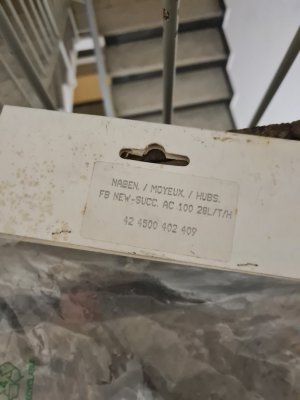 NABEN. / MOYEUX. / HUBS.
FB NEW-SUCC. AC 100 28L/T/H
42 4500 402 409